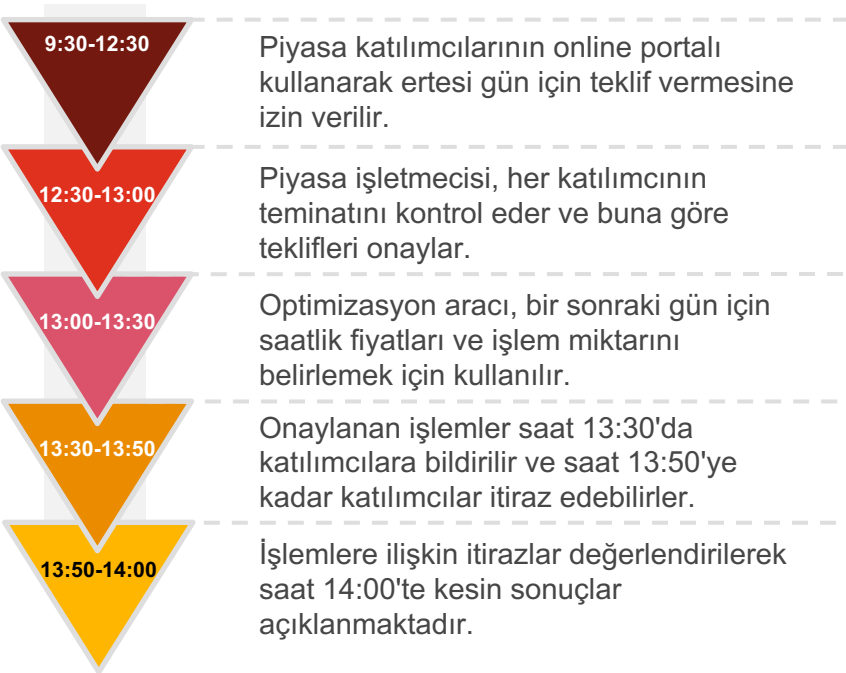 9:30-12:30
Piyasa katılımcılarının online portalı
kullanarak ertesi gün için teklif vermesine
izin verilir.
12:30-13:00
Piyasa işletmecisi, her katılımcının
teminatını kontrol eder ve buna göre
teklifleri onaylar.
13:00-13:30
Optimizasyon aracı, bir sonraki gün için
saatlik fiyatları ve işlem miktarını
belirlemek için kullanılır.
13:30-13:50
Onaylanan işlemler saat 13:30'da
katılımcılara bildirilir ve saat 13:50'ye
kadar katılımcılar itiraz edebilirler.
13:50-14:00
İşlemlere ilişkin itirazlar değerlendirilerek
saat 14:00'te kesin sonuçlar
açıklanmaktadır.